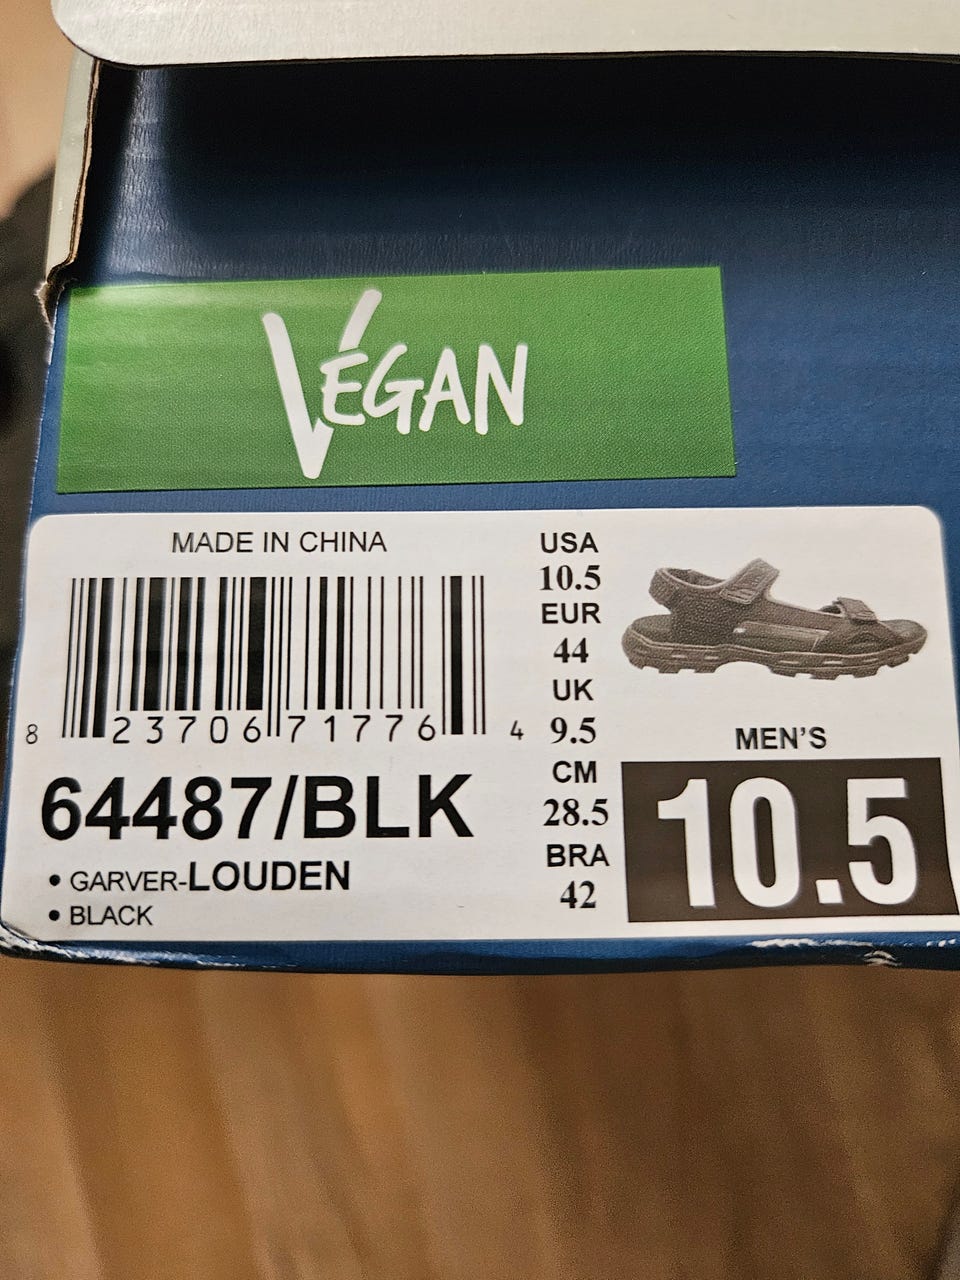 VEGAN
MADE IN CHINA
8 23706 71776 4
64487/BLK
• GARVER-LOUDEN
• BLACK
USA
10.5
EUR
44
UK
9.5
CM
28.5
BRA
42
MEN'S
10.5